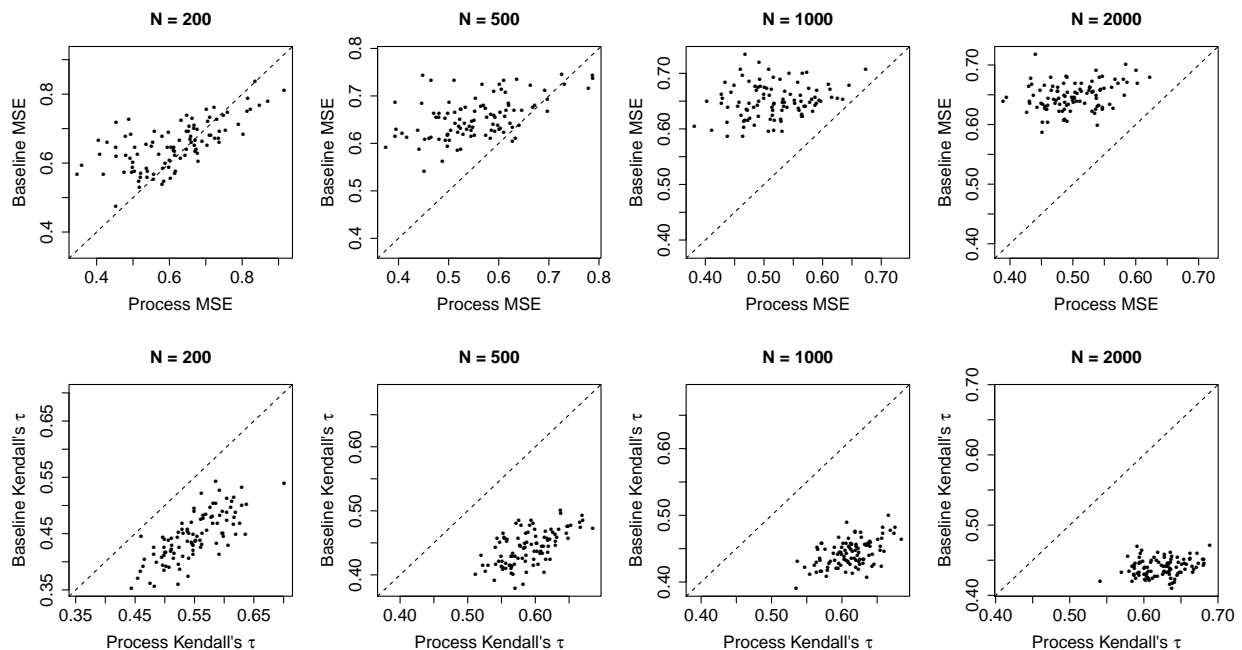 N = 200
Baseline MSE
0.8
0.6
0.4
0.4 0.6 0.8
Process MSE
N = 500
Baseline MSE
0.8
0.7
0.6
0.5
0.4
0.4 0.5 0.6 0.7 0.8
Process MSE
N = 1000
Baseline MSE
0.70
0.60
0.50
0.40
0.40 0.50 0.60 0.70
Process MSE
N = 2000
Baseline MSE
0.70
0.60
0.50
0.40
0.40 0.50 0.60 0.70
Process MSE
N = 200
Baseline Kendall's τ
0.65
0.55
0.45
0.35
0.35 0.45 0.55 0.65
Process Kendall's τ
N = 500
Baseline Kendall's τ
0.60
0.50
0.40
0.40 0.50 0.60
Process Kendall's τ
N = 1000
Baseline Kendall's τ
0.60
0.50
0.40
0.40 0.50 0.60
Process Kendall's τ
N = 2000
Baseline Kendall's τ
0.70
0.60
0.50
0.40
0.40 0.50 0.60 0.70
Process Kendall's τ